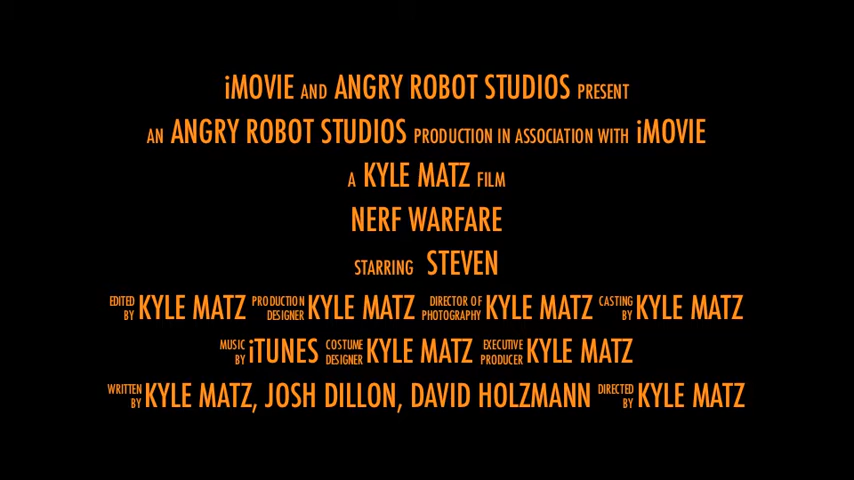 iMOVIE AND ANGRY ROBOT STUDIOS PRESENT
AN ANGRY ROBOT STUDIOS PRODUCTION IN ASSOCIATION WITH iMOVIE
A KYLE MATZ FILM
NERF WARFARE
STARRING STEVEN
EDITED BY KYLE MATZ PRODUCTION DESIGNER KYLE MATZ DIRECTOR OF PHOTOGRAPHY KYLE MATZ CASTING BY KYLE MATZ
MUSIC BY iTUNES COSTUME DESIGNER KYLE MATZ EXECUTIVE PRODUCER KYLE MATZ
WRITTEN BY KYLE MATZ, JOSH DILLON, DAVID HOLZMANN DIRECTED BY KYLE MATZ